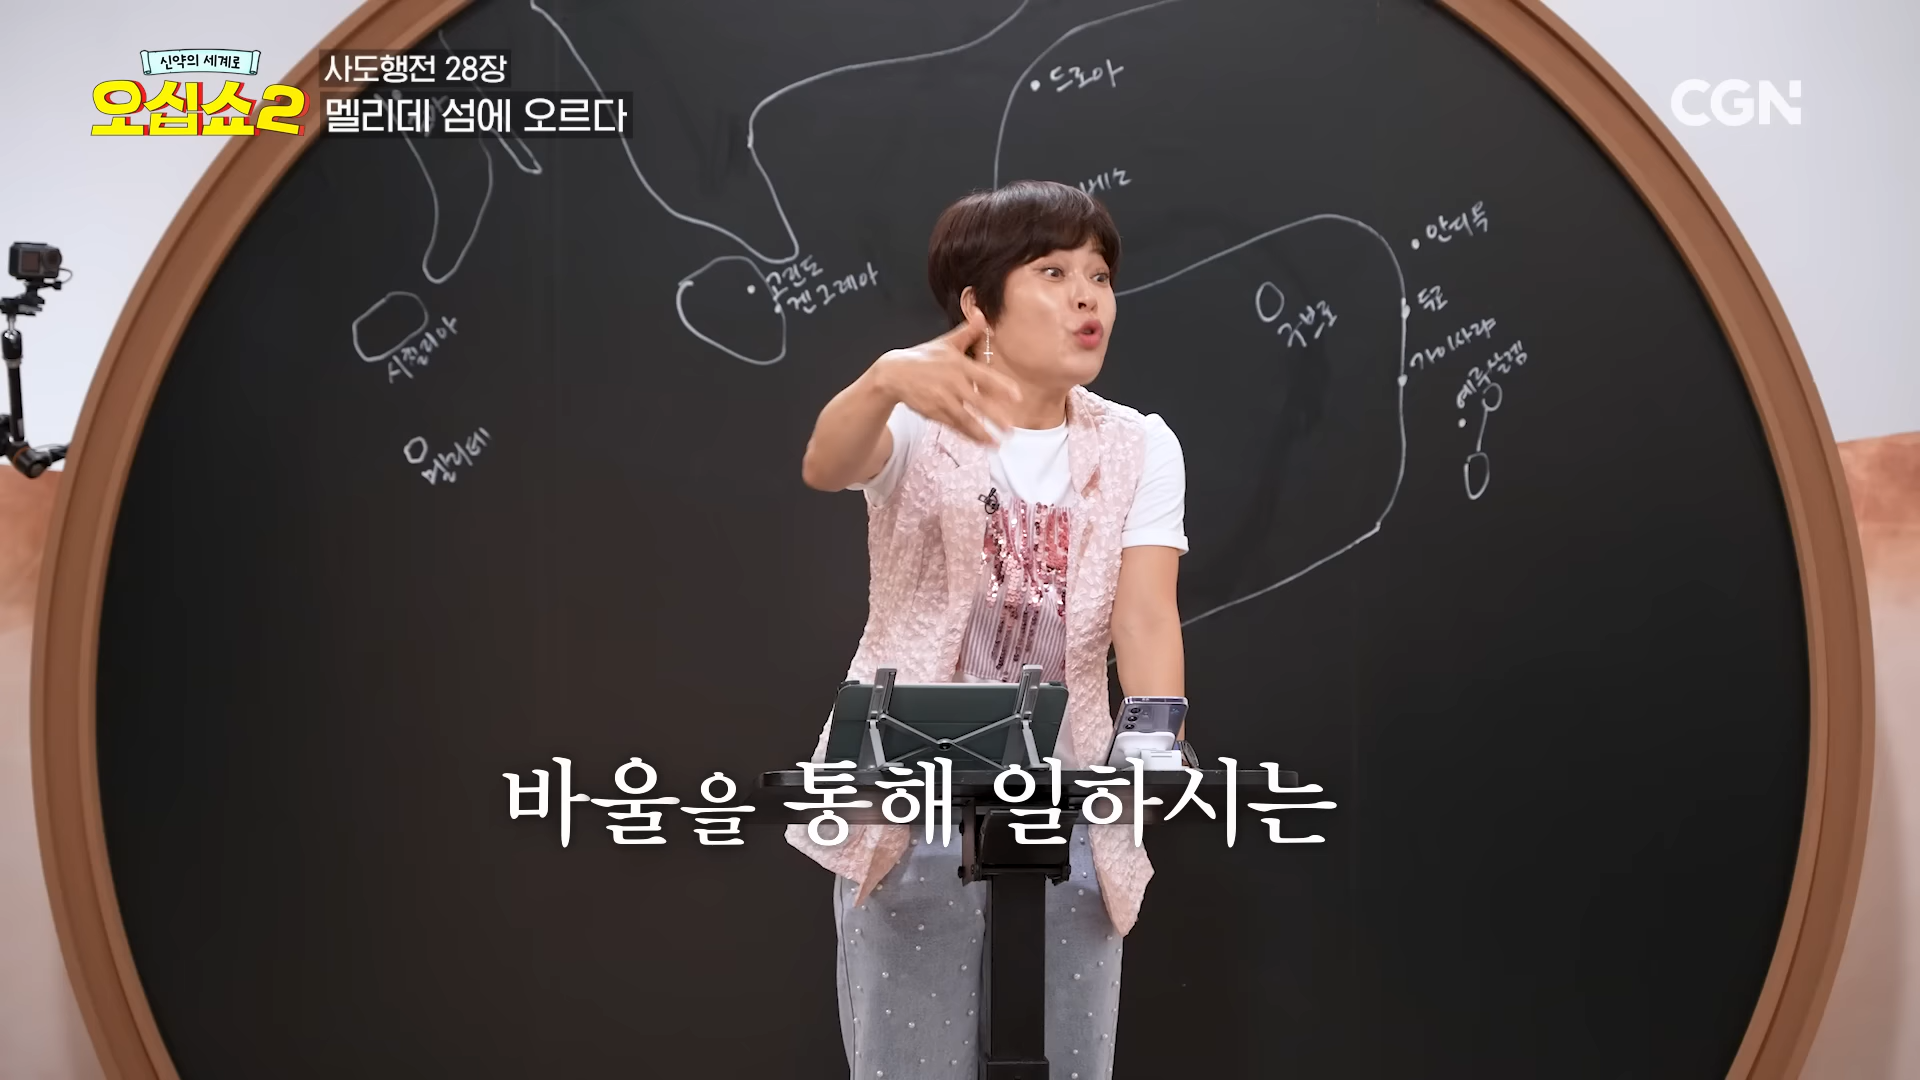 신약의 세계로
오십쇼2
사도행전 28장
멜리데 섬에 오르다
CGN
드로아
베소
안디옥
고린도
겐그레아
두로
구브로
시칠리아
가이사랴
예루살렘
멜리데
바울을 통해 일하시는